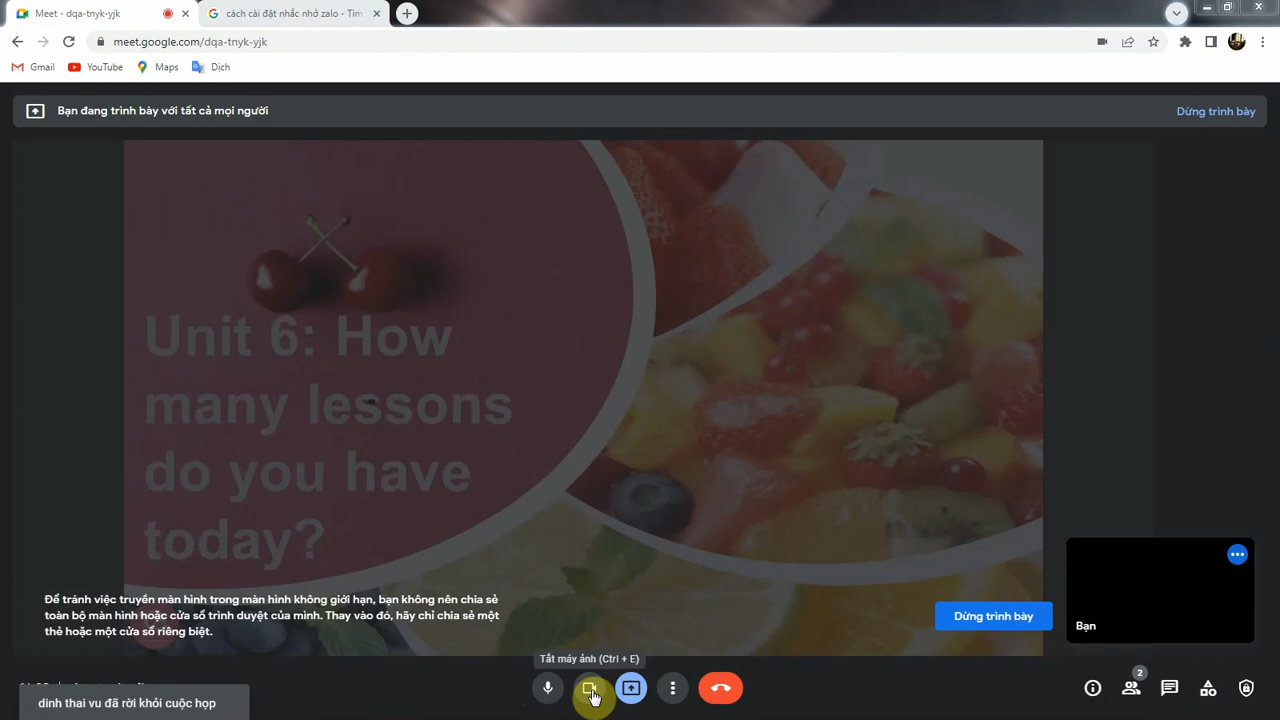 Meet - dqa-tnyk-yjk
cách cài đặt nhắc nhở zalo - Tìm
meet.google.com/dqa-tnyk-yjk
Gmail YouTube Maps Dịch
Bạn đang trình bày với tất cả mọi người
Dừng trình bày
Unit 6: How
many lessons
do you have
today?
Để tránh việc truyền màn hình trong màn hình không giới hạn, bạn không nên chia sẻ
toàn bộ màn hình hoặc cửa sổ trình duyệt của mình. Thay vào đó, hãy chỉ chia sẻ một
thẻ hoặc một cửa sổ riêng biệt.
Dừng trình bày
Bạn
Tắt máy ảnh (Ctrl + E)
2
dinh thai vu đã rời khỏi cuộc họp